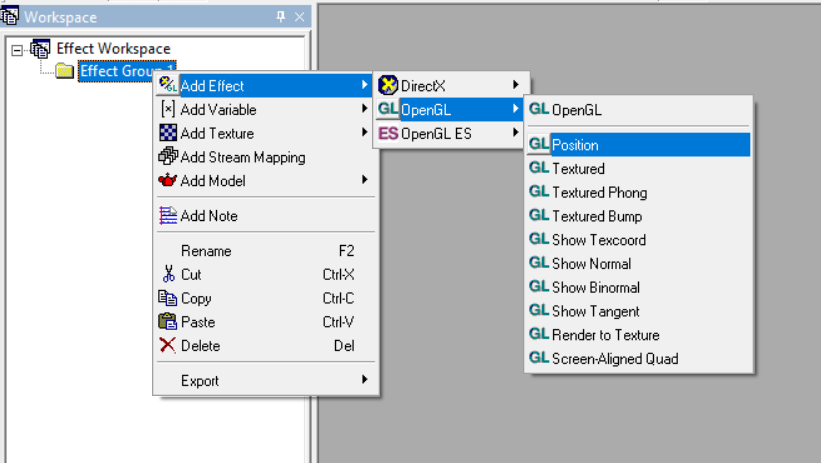 Workspace
Effect Workspace
Effect Group 1
Add Effect
Add Variable
Add Texture
Add Stream Mapping
Add Model
Add Note
Rename F2
Cut Ctrl-X
Copy Ctrl-C
Paste Ctrl-V
Delete Del
Export
DirectX
GL OpenGL
ES OpenGL ES
GL OpenGL
GL Position
GL Textured
GL Textured Phong
GL Textured Bump
GL Show Texcoord
GL Show Normal
GL Show Binormal
GL Show Tangent
GL Render to Texture
GL Screen-Aligned Quad